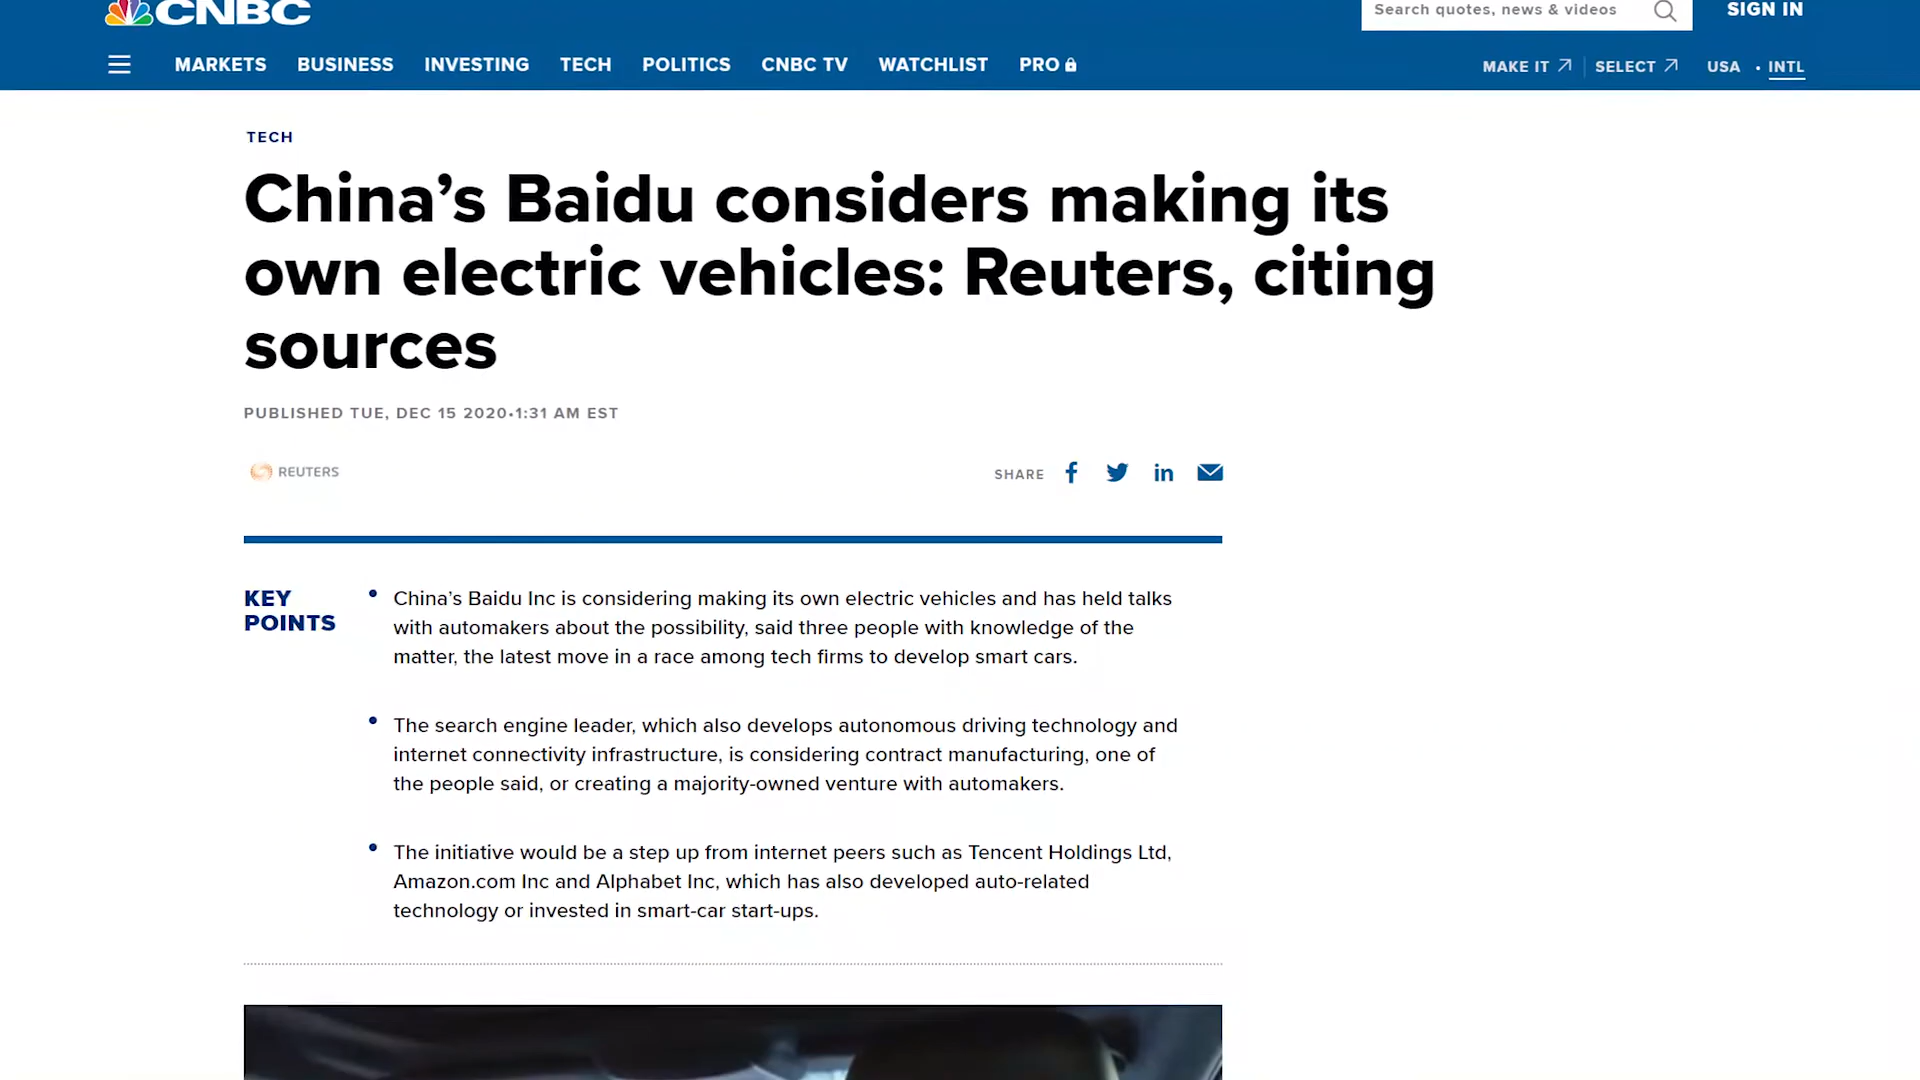 CNBC
Search quotes, news & videos
SIGN IN
MARKETS BUSINESS INVESTING TECH POLITICS CNBC TV WATCHLIST PRO
MAKE IT SELECT USA • INTL
TECH
China’s Baidu considers making its
own electric vehicles: Reuters, citing
sources
PUBLISHED TUE, DEC 15 2020•1:31 AM EST
REUTERS
SHARE
KEY
POINTS
• China’s Baidu Inc is considering making its own electric vehicles and has held talks
with automakers about the possibility, said three people with knowledge of the
matter, the latest move in a race among tech firms to develop smart cars.
• The search engine leader, which also develops autonomous driving technology and
internet connectivity infrastructure, is considering contract manufacturing, one of
the people said, or creating a majority-owned venture with automakers.
• The initiative would be a step up from internet peers such as Tencent Holdings Ltd,
Amazon.com Inc and Alphabet Inc, which has also developed auto-related
technology or invested in smart-car start-ups.